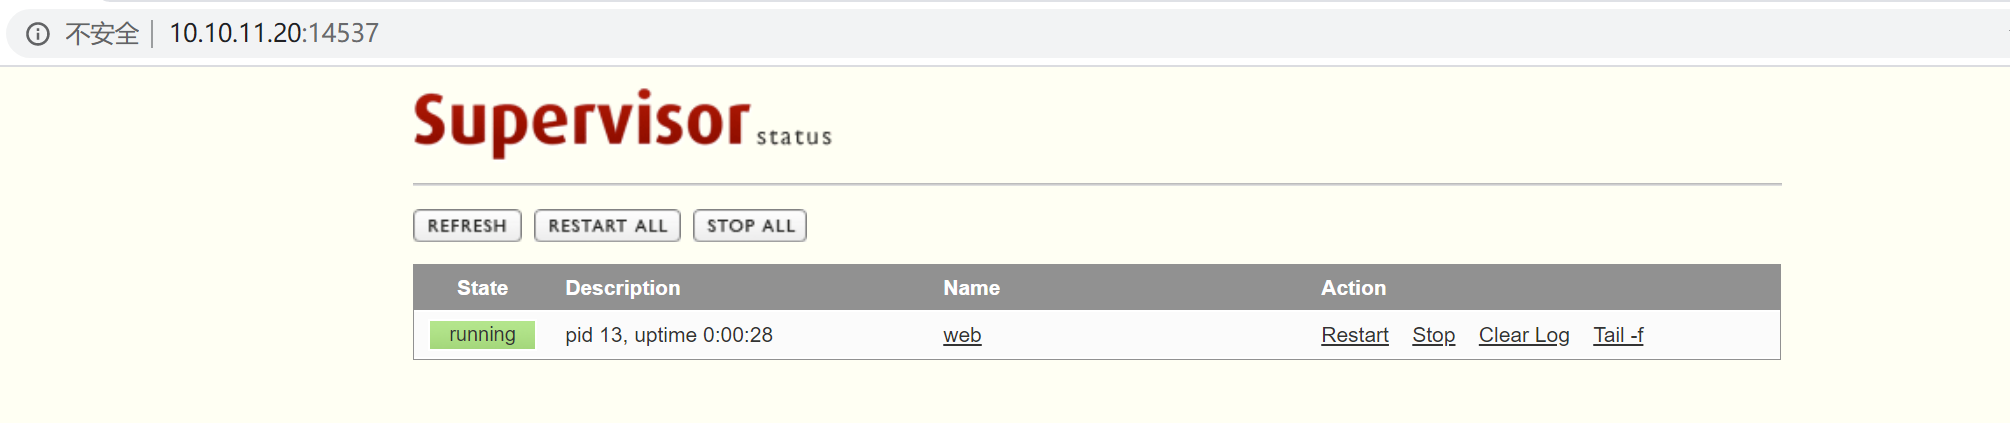 不安全 10.10.11.20:14537
Supervisor status
REFRESH RESTART ALL STOP ALL
State Description Name Action
running pid 13, uptime 0:00:28 web Restart Stop Clear Log Tail -f